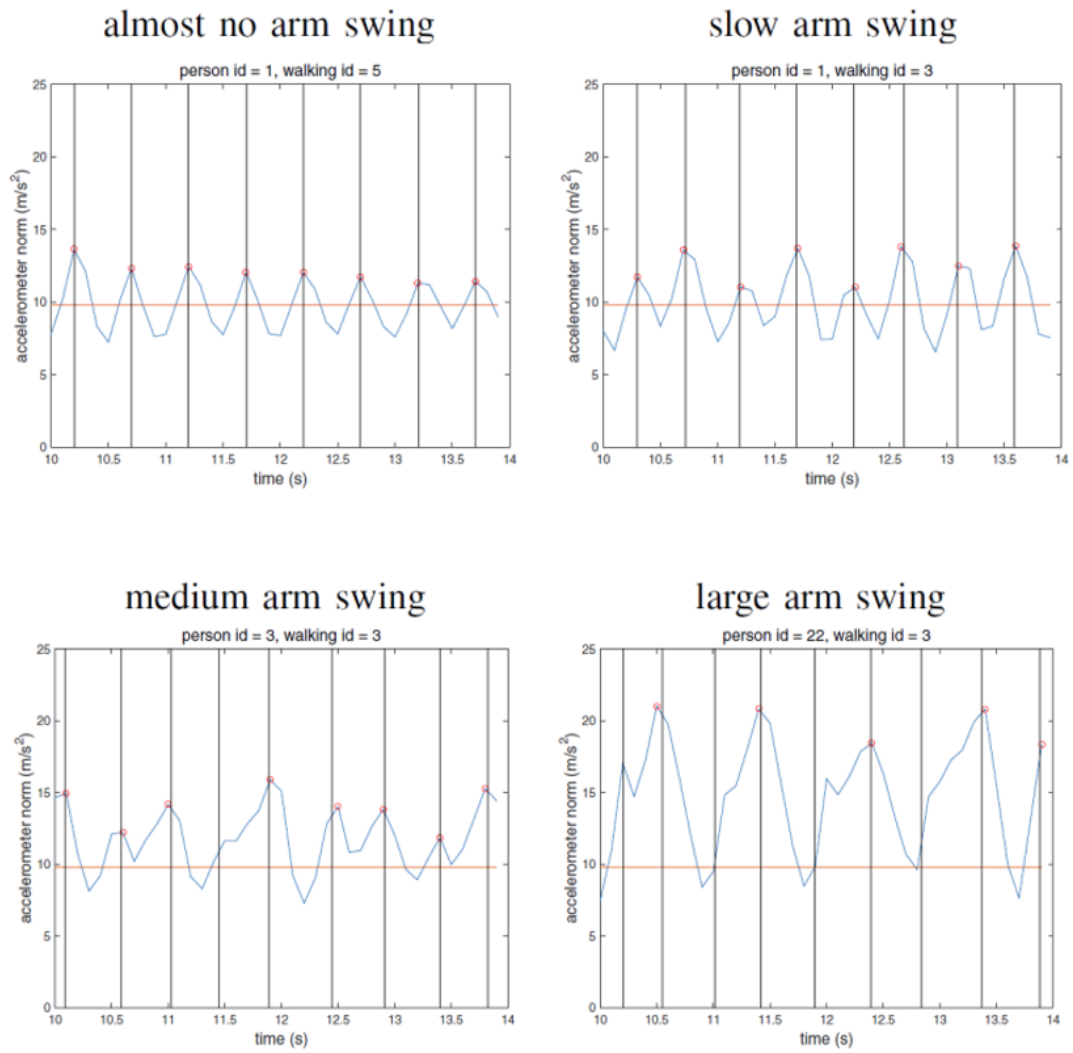 almost no arm swing
person id = 1, walking id = 5
25
20
15
10
5
0
accelerometer norm (m/s²)
10 10.5 11 11.5 12 12.5 13 13.5 14
time (s)
slow arm swing
person id = 1, walking id = 3
25
20
15
10
5
0
accelerometer norm (m/s²)
10 10.5 11 11.5 12 12.5 13 13.5 14
time (s)
medium arm swing
person id = 3, walking id = 3
25
20
15
10
5
0
accelerometer norm (m/s²)
10 10.5 11 11.5 12 12.5 13 13.5 14
time (s)
large arm swing
person id = 22, walking id = 3
25
20
15
10
5
0
accelerometer norm (m/s²)
10 10.5 11 11.5 12 12.5 13 13.5 14
time (s)